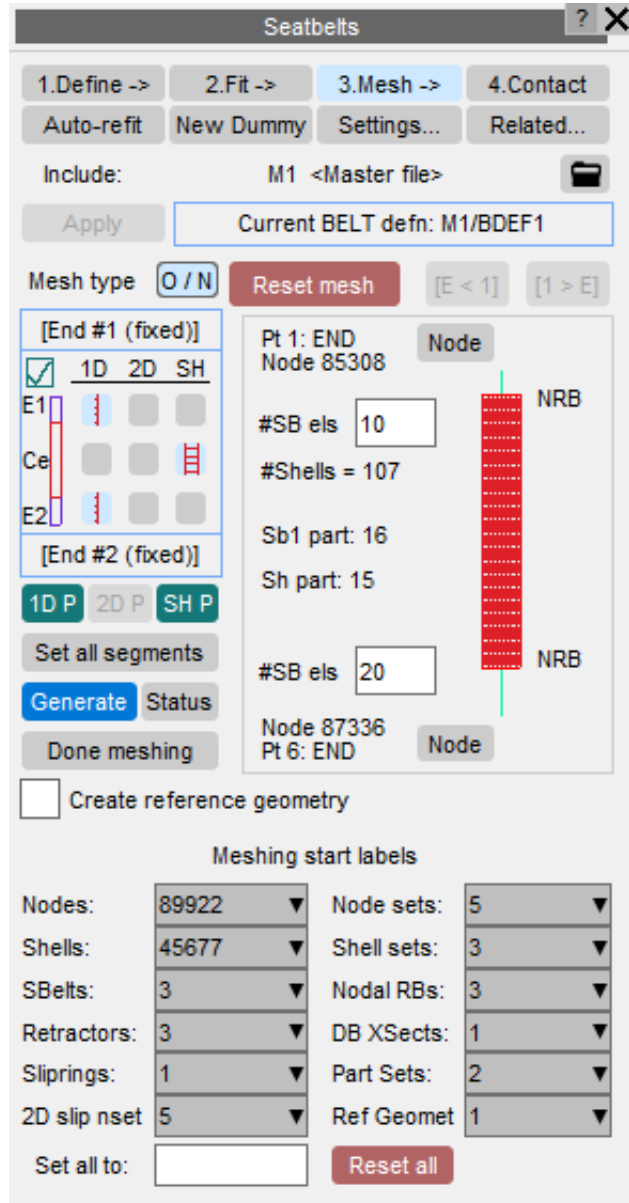 Seatbelts ? X
1.Define -> 2.Fit -> 3.Mesh -> 4.Contact
Auto-refit New Dummy Settings... Related...
Include: M1 <Master file>
Apply Current BELT defn: M1/BDEF1
Mesh type O / N Reset mesh [E < 1] [1 > E]
[End #1 (fixed)]
1D 2D SH
E1
Ce
E2
[End #2 (fixed)]
1D P 2D P SH P
Set all segments
Generate Status
Done meshing
Pt 1: END
Node 85308
Node
NRB
#SB els 10
#Shells = 107
Sb1 part: 16
Sh part: 15
#SB els 20
NRB
Node 87336
Pt 6: END
Node
Create reference geometry
Meshing start labels
Nodes: 89922 Node sets: 5
Shells: 45677 Shell sets: 3
SBelts: 3 Nodal RBs: 3
Retractors: 3 DB XSects: 1
Sliprings: 1 Part Sets: 2
2D slip nset 5 Ref Geomet 1
Set all to: Reset all